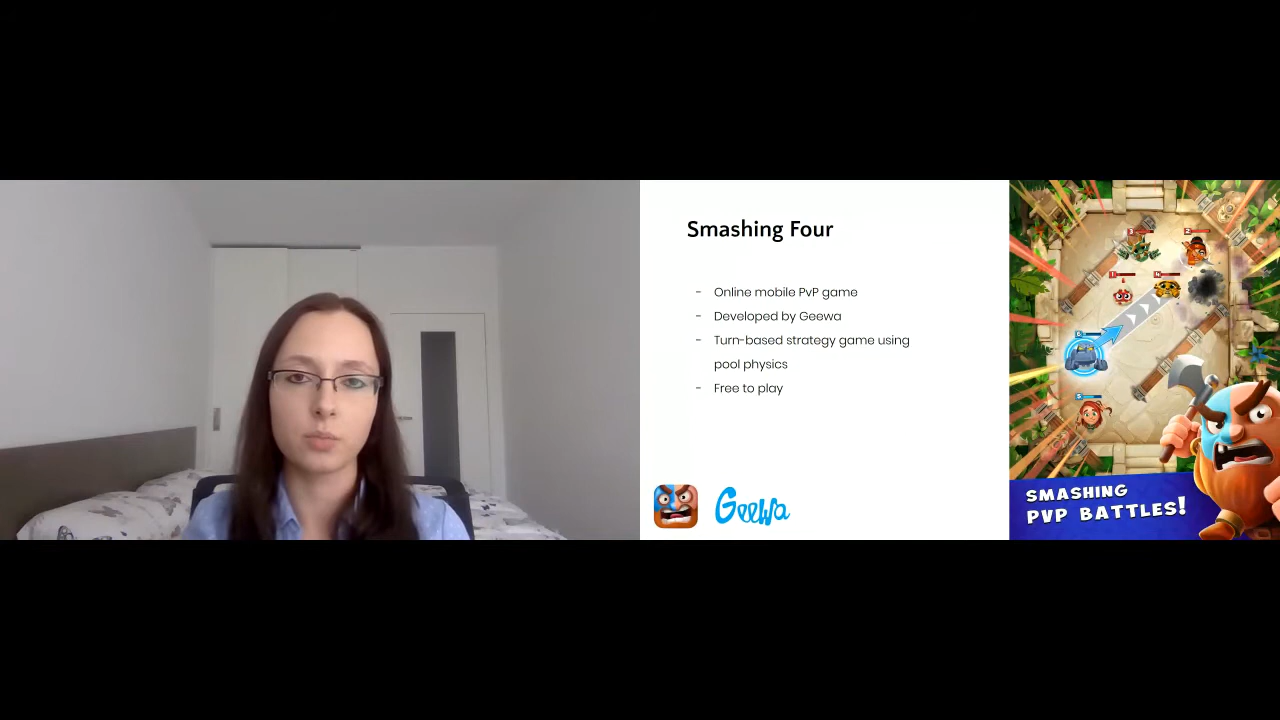 Smashing Four
- Online mobile PvP game
- Developed by Geewa
- Turn-based strategy game using
pool physics
- Free to play
Geewa
SMASHING
PVP BATTLES!